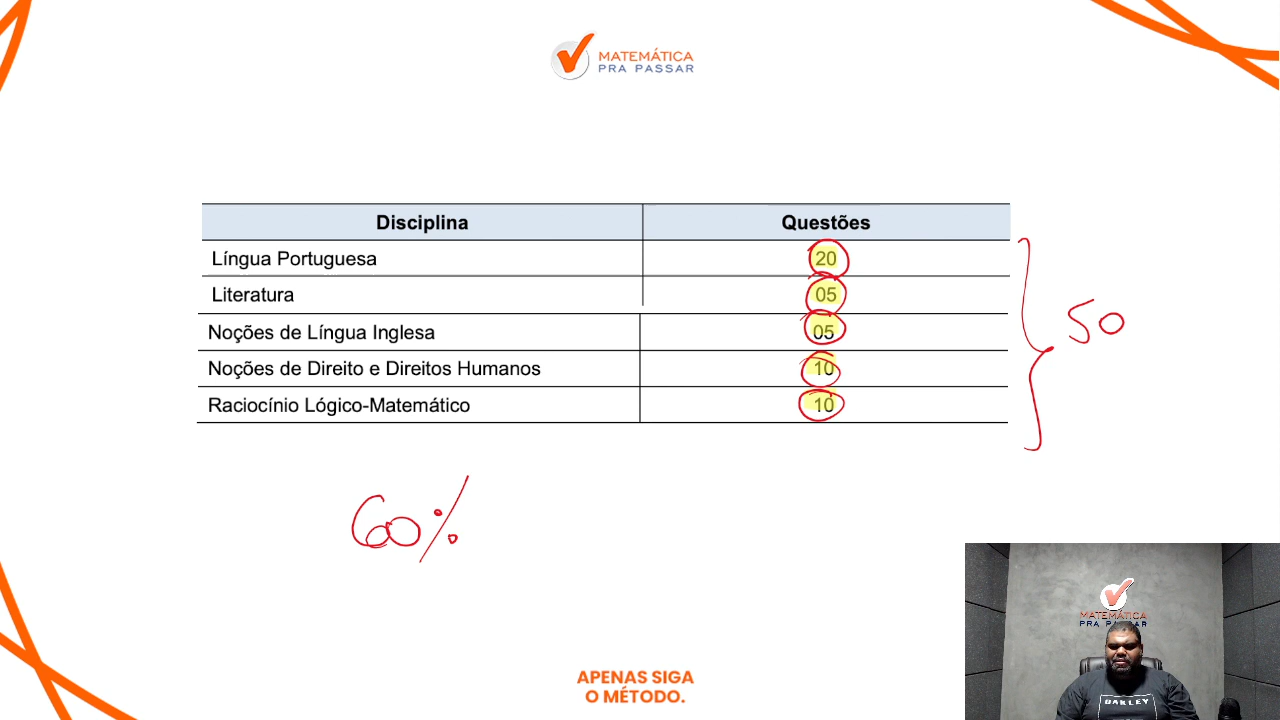 MATEMÁTICA
PRA PASSAR
Disciplina Questões
Língua Portuguesa 20
Literatura 05
Noções de Língua Inglesa 05
Noções de Direito e Direitos Humanos 10
Raciocínio Lógico-Matemático 10
50
60%
MATEMÁTICA
PRA PASSAR
OAKLEY
APENAS SIGA
O MÉTODO.